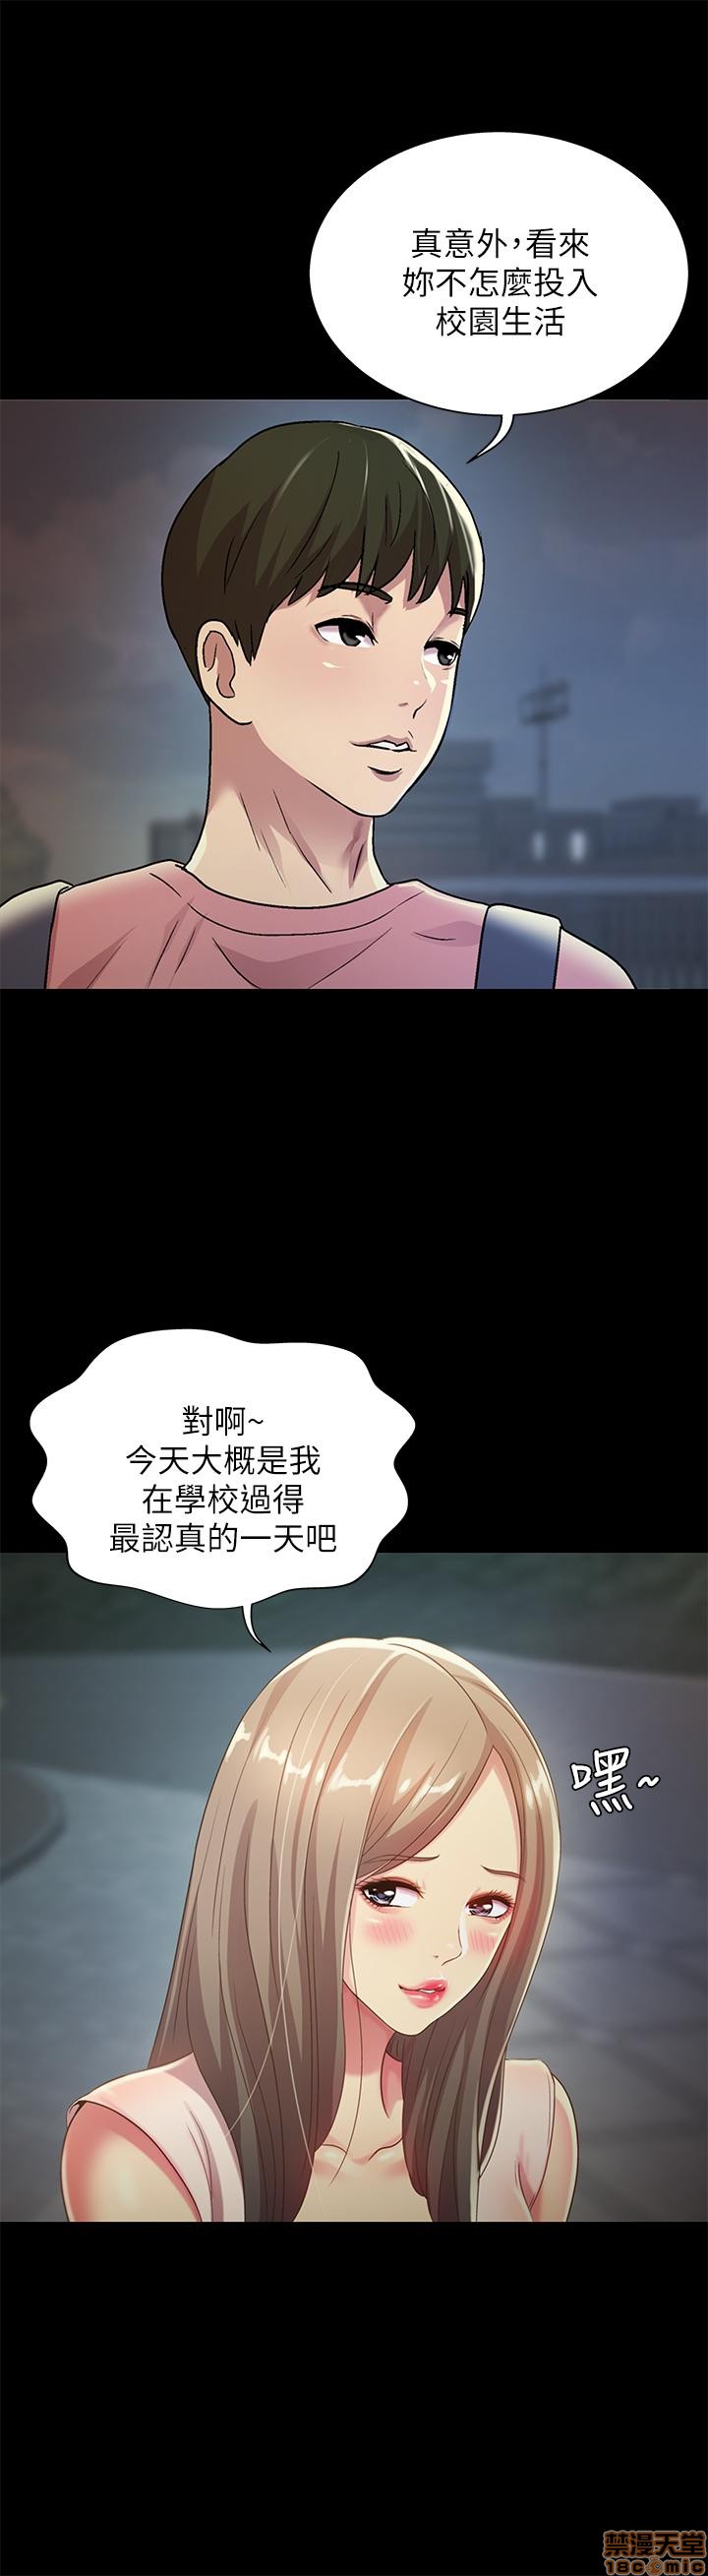 真意外,看來
妳不怎麼投入
校園生活
對啊~
今天大概是我
在學校過得
最認真的一天吧
嘿~
禁漫天堂
18comic